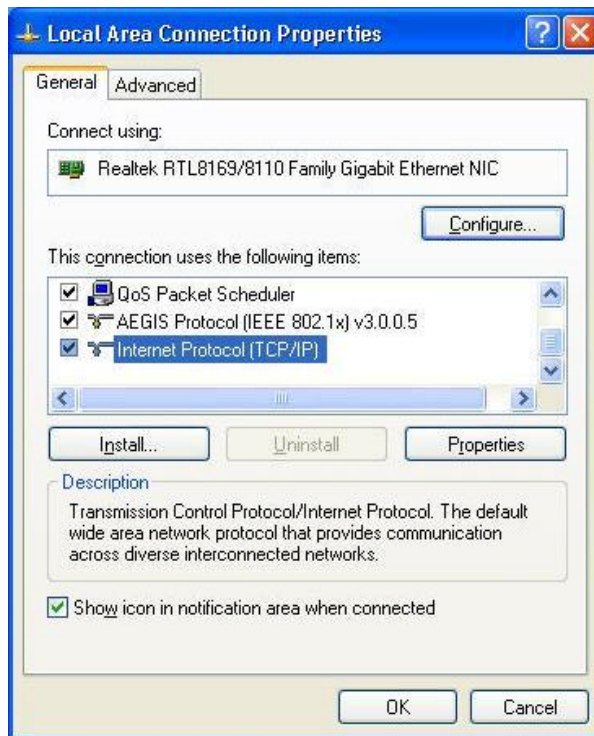 Local Area Connection Properties
General
Advanced
Connect using:
Realtek RTL8169/8110 Family Gigabit Ethernet NIC
Configure...
This connection uses the following items:
QoS Packet Scheduler
AEGIS Protocol (IEEE 802.1x) v3.0.0.5
Internet Protocol (TCP/IP)
Install...
Uninstall
Properties
Description
Transmission Control Protocol/Internet Protocol. The default
wide area network protocol that provides communication
across diverse interconnected networks.
Show icon in notification area when connected
OK
Cancel